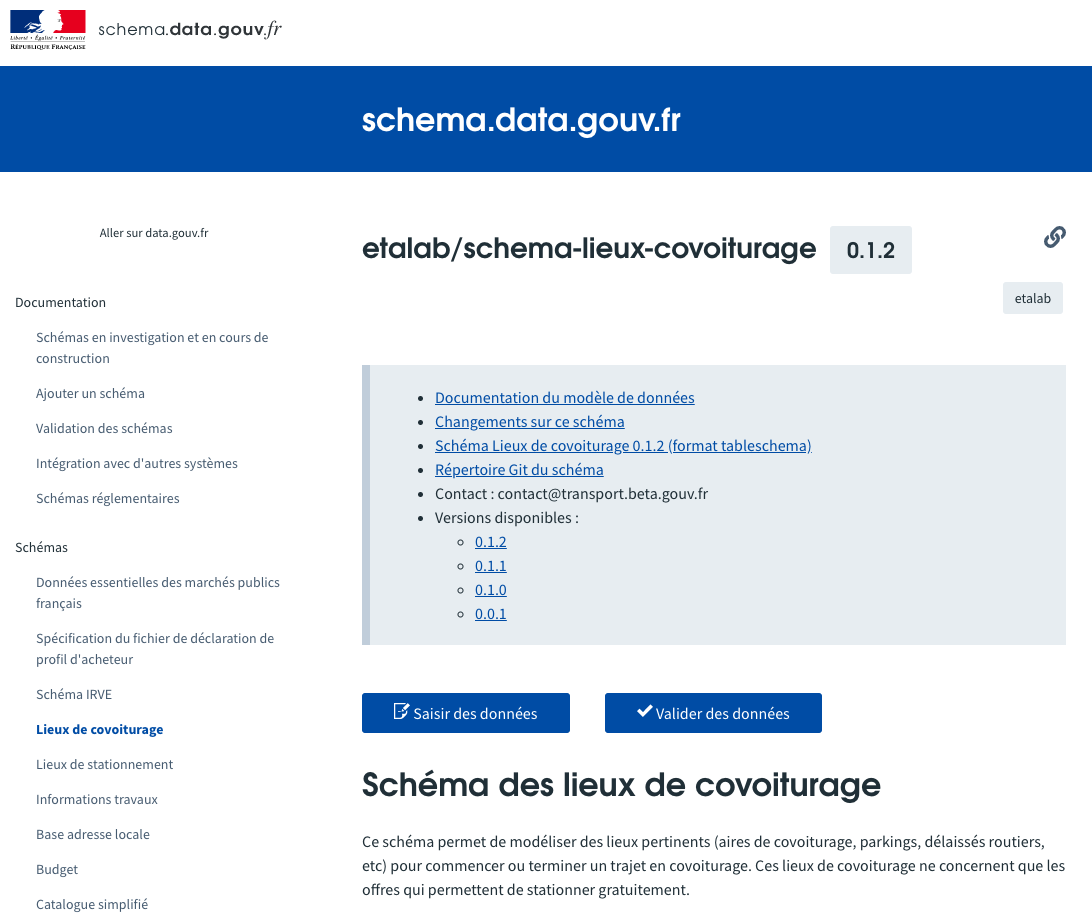 Liberté • Égalité • Fraternité
RÉPUBLIQUE FRANÇAISE
schema.data.gouv.fr
schema.data.gouv.fr
Aller sur data.gouv.fr
Documentation
Schémas en investigation et en cours de
construction
Ajouter un schéma
Validation des schémas
Intégration avec d'autres systèmes
Schémas réglementaires
Schémas
Données essentielles des marchés publics
français
Spécification du fichier de déclaration de
profil d'acheteur
Schéma IRVE
Lieux de covoiturage
Lieux de stationnement
Informations travaux
Base adresse locale
Budget
Catalogue simplifié
etalab/schema-lieux-covoiturage 0.1.2
etalab
Documentation du modèle de données
Changements sur ce schéma
Schéma Lieux de covoiturage 0.1.2 (format tableschema)
Répertoire Git du schéma
Contact : contact@transport.beta.gouv.fr
Versions disponibles :
0.1.2
0.1.1
0.1.0
0.0.1
Saisir des données
Valider des données
Schéma des lieux de covoiturage
Ce schéma permet de modéliser des lieux pertinents (aires de covoiturage, parkings, délaissés routiers,
etc) pour commencer ou terminer un trajet en covoiturage. Ces lieux de covoiturage ne concernent que les
offres qui permettent de stationner gratuitement.